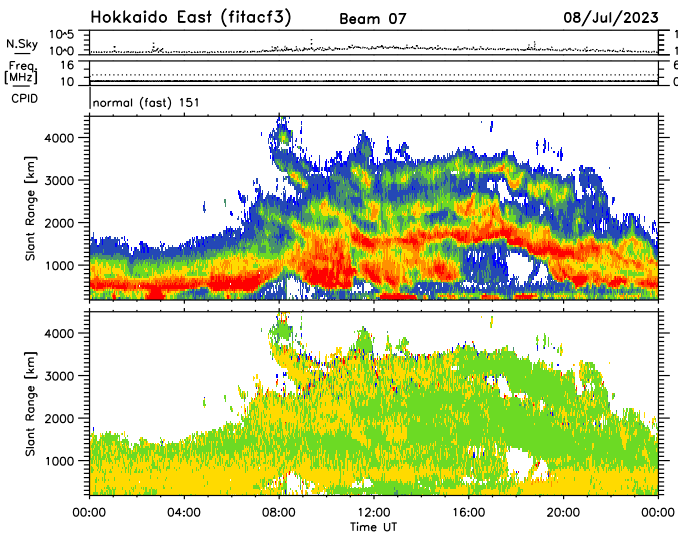 Hokkaido East (fitacf3) Beam 07 08/Jul/2023
N.Sky
10^5
10^0
Freq.
[MHz]
16
10
6
0
CPID
normal (fast) 151
Slant Range [km]
4000
3000
2000
1000
Slant Range [km]
4000
3000
2000
1000
00:00 04:00 08:00 12:00 16:00 20:00 00:00
Time UT